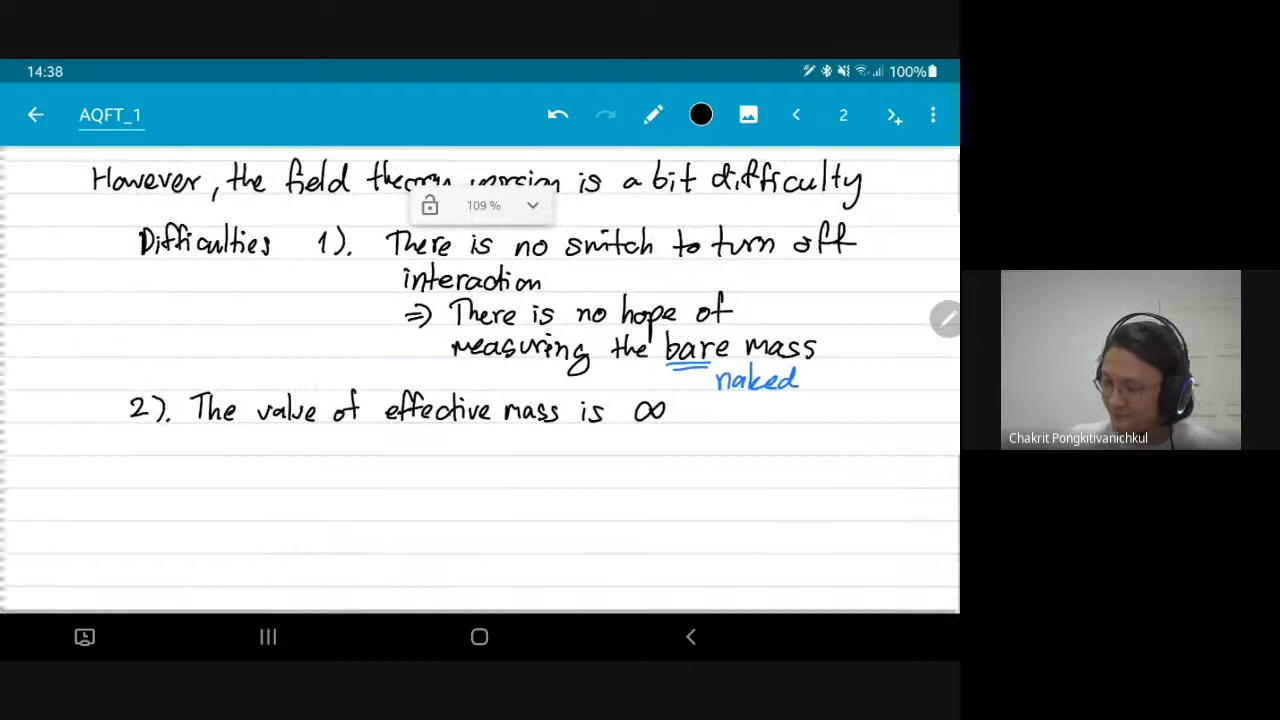 14:38
100%
AQFT_1
2
However, the field theory version is a bit difficulty
109 %
Difficulties 1). There is no switch to turn off
interaction
⇒ There is no hope of
measuring the bare mass
naked
2). The value of effective mass is ∞
Chakrit Pongkitivanichkul